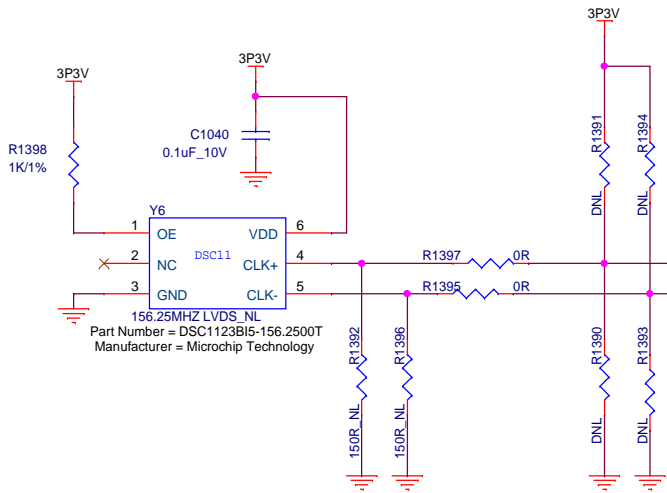 3P3V
3P3V
3P3V
R1398
1K/1%
C1040
0.1uF_10V
R1391
DNL
R1394
DNL
Y6
1
OE
VDD
6
DSC11
2
NC
CLK+
4
R1397
0R
3
GND
CLK-
5
R1395
0R
156.25MHZ LVDS_NL
Part Number = DSC1123BI5-156.2500T
Manufacturer = Microchip Technology
R1392
150R_NL
R1396
150R_NL
R1390
DNL
R1393
DNL